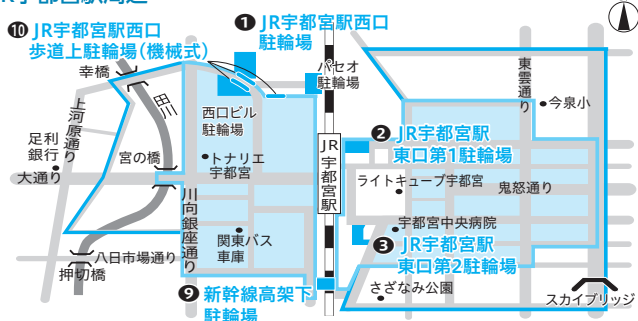 JR宇都宮駅周辺
❿ JR宇都宮駅西口
歩道上駐輪場(機械式)
❶ JR宇都宮駅西口
駐輪場
幸橋
田川
上河原通り
足利
銀行
大通り
宮の橋
西口ビル
駐輪場
トナリエ
宇都宮
川向銀座通り
関東バス
車庫
八日市場通り
押切橋
❾ 新幹線高架下
駐輪場
パセオ
駐輪場
JR宇都宮駅
❷ JR宇都宮駅
東口第1駐輪場
ライトキューブ宇都宮
鬼怒通り
東雲通り
今泉小
宇都宮中央病院
❸ JR宇都宮駅
東口第2駐輪場
さざなみ公園
スカイブリッジ